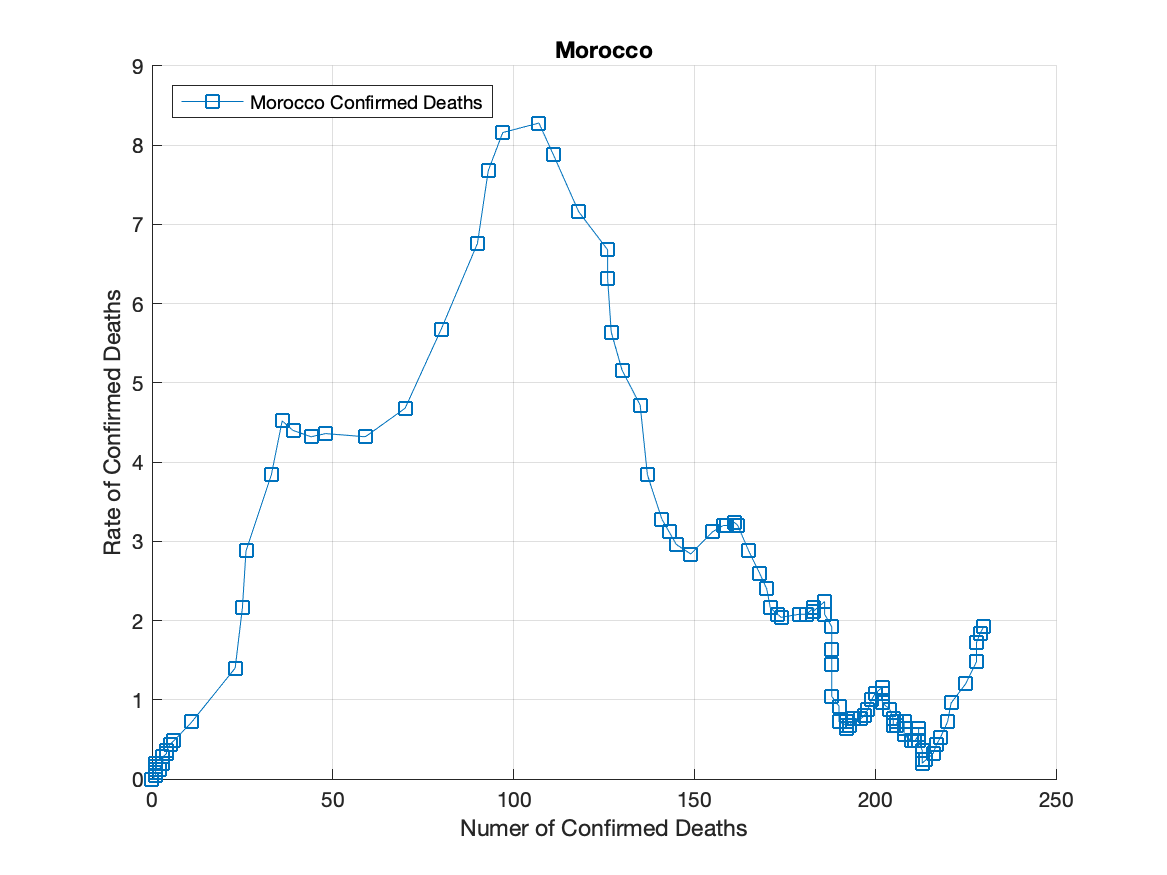 Morocco
Morocco Confirmed Deaths
9
8
7
6
5
4
3
2
1
0
Rate of Confirmed Deaths
0 50 100 150 200 250
Numer of Confirmed Deaths